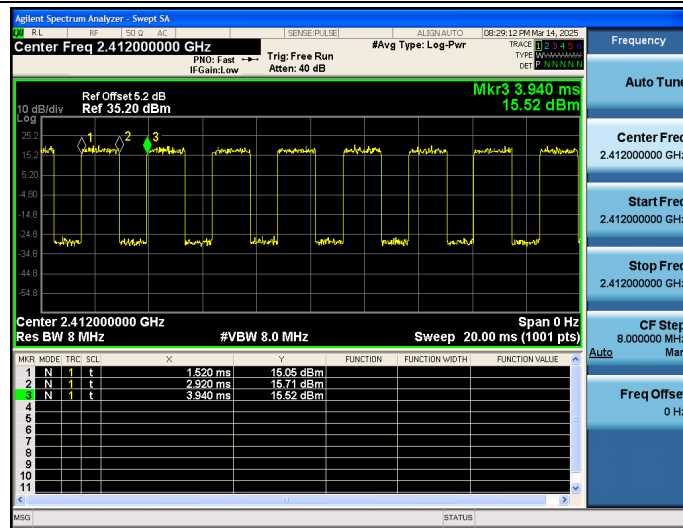 Agilent Spectrum Analyzer - Swept SA
LXI RL RF 50 Ω AC SENSE:PULSE ALIGNAUTO 08:29:12 PM Mar 14, 2025
Center Freq 2.412000000 GHz #Avg Type: Log-Pwr TRACE 1 2 3 4 5 6
PNO: Fast Trig: Free Run TYPE WWWWWW
IFGain:Low Atten: 40 dB DET P N N N N N
Mkr3 3.940 ms
Ref Offset 5.2 dB
10 dB/div Ref 35.20 dBm 15.52 dBm
Log
25.2
15.2
5.20
-4.80
-14.8
-24.8
-34.8
-44.8
-54.8
1 2 3
Center 2.412000000 GHz Span 0 Hz
Res BW 8 MHz #VBW 8.0 MHz Sweep 20.00 ms (1001 pts)
MKR MODE TRC SCL X Y FUNCTION FUNCTION WIDTH FUNCTION VALUE
1 N 1 t 1.520 ms 15.05 dBm
2 N 1 t 2.920 ms 15.71 dBm
3 N 1 t 3.940 ms 15.52 dBm
4
5
6
7
8
9
10
11
MSG STATUS
Frequency
Auto Tune
Center Freq
2.412000000 GHz
Start Freq
2.412000000 GHz
Stop Freq
2.412000000 GHz
CF Step
8.000000 MHz
Auto Man
Freq Offset
0 Hz